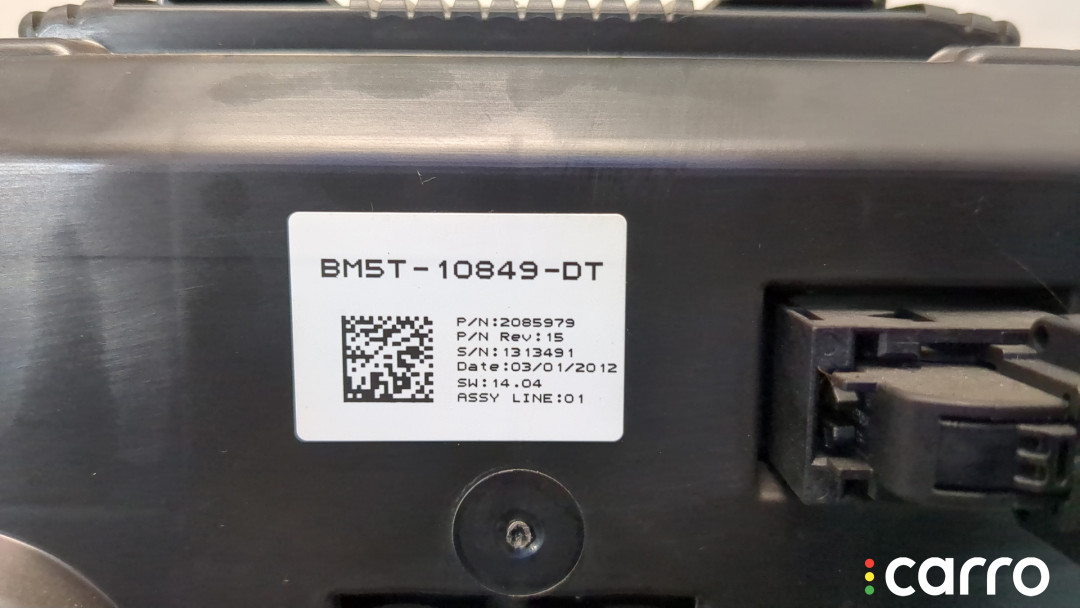 BM5T-10849-DT
P/N:2085979
P/N Rev:15
S/N:1313491
Date:03/01/2012
SW:14.04
ASSY LINE:01
carro